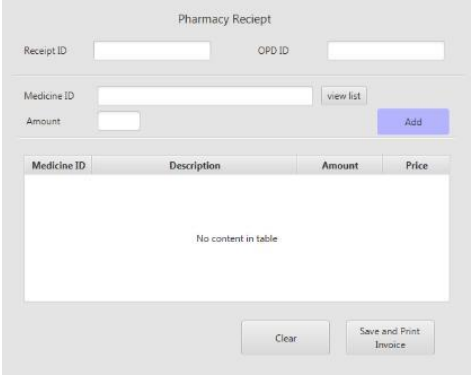 Pharmacy Reciept
Receipt ID OPD ID
Medicine ID view list
Amount Add
Medicine ID Description Amount Price
No content in table
Clear Save and Print
Invoice